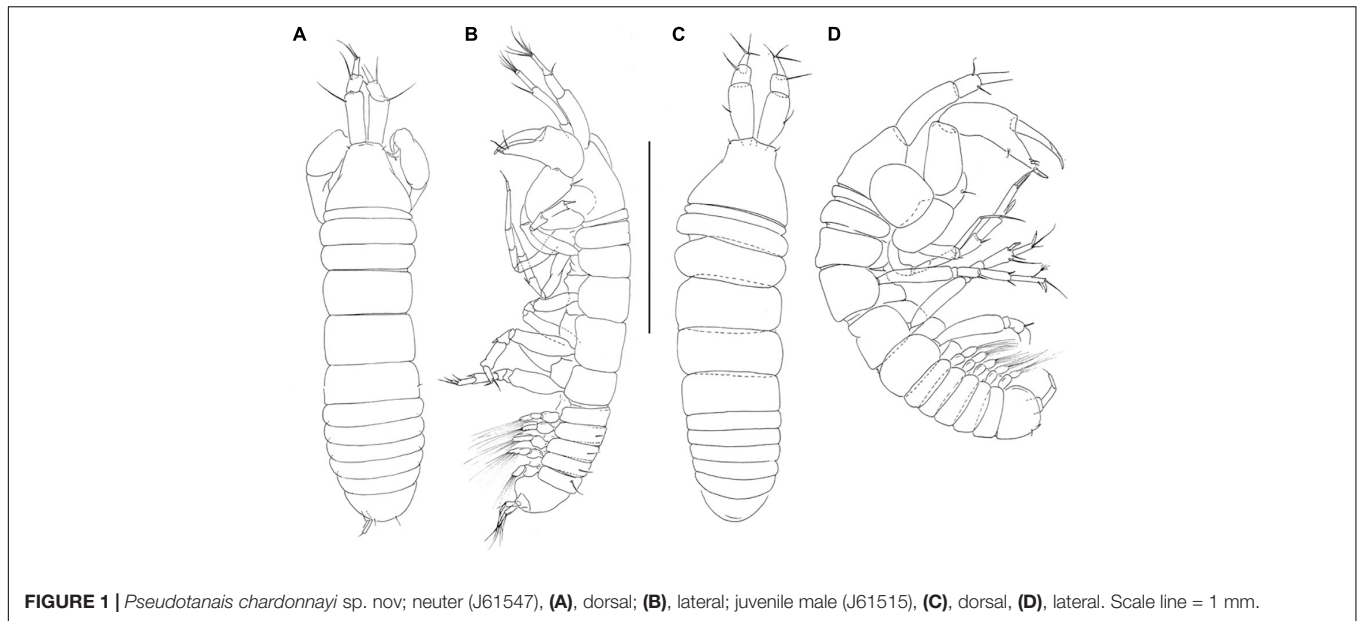 A B C D
FIGURE 1 | Pseudotanais chardonnayi sp. nov; neuter (J61547), (A), dorsal; (B), lateral; juvenile male (J61515), (C), dorsal, (D), lateral. Scale line = 1 mm.